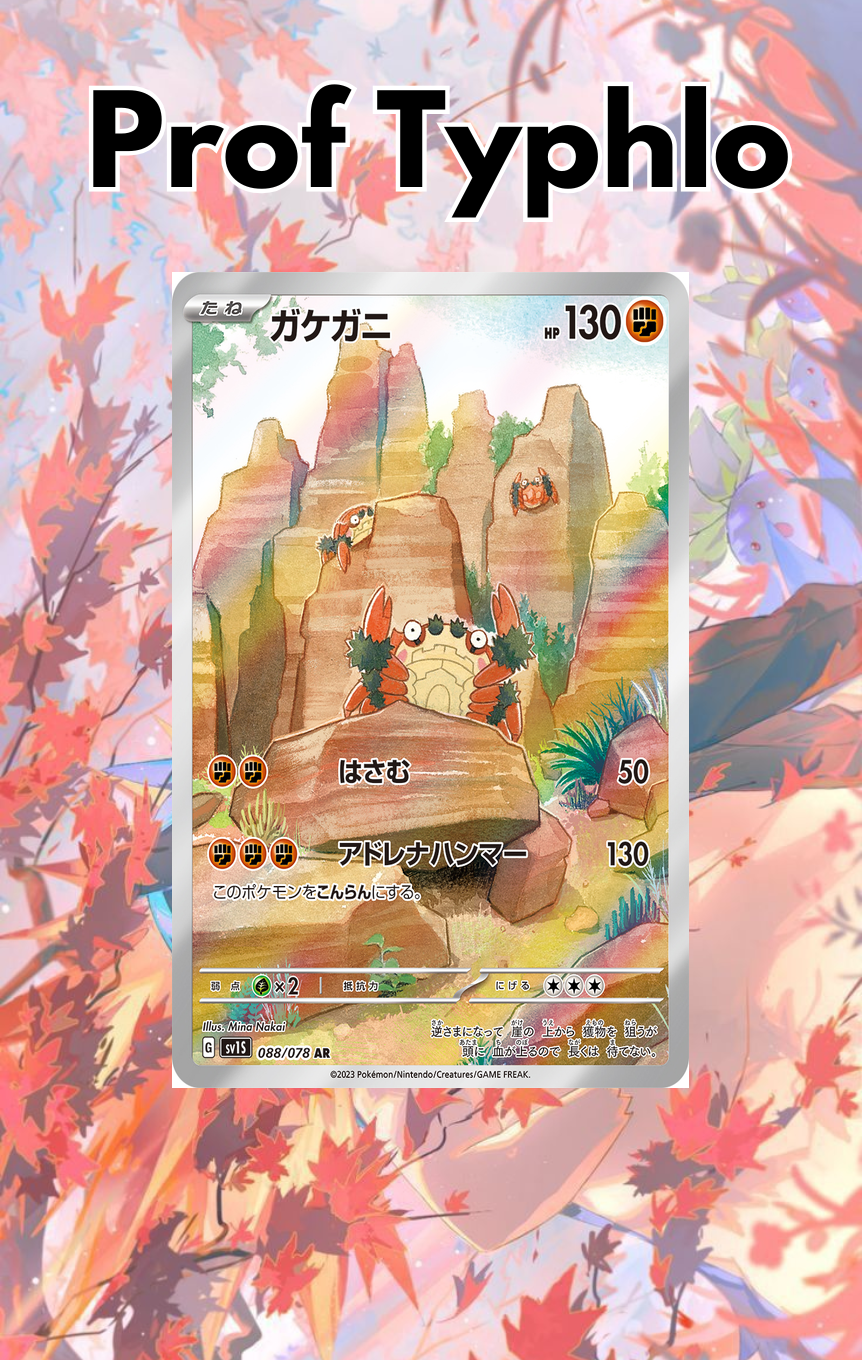 Prof Typhlo
たね ガケガニ HP 130
はさむ 50
アドレナハンマー 130
このポケモンをこんらんにする。
弱点 ×2 抵抗力 にげる
Illus. Mina Nakai
逆さまになって 崖の 上から 獲物を 狙うが
頭に 血が上るので 長くは 待てない。
G sv1S 088/078 AR
©2023 Pokémon/Nintendo/Creatures/GAME FREAK.